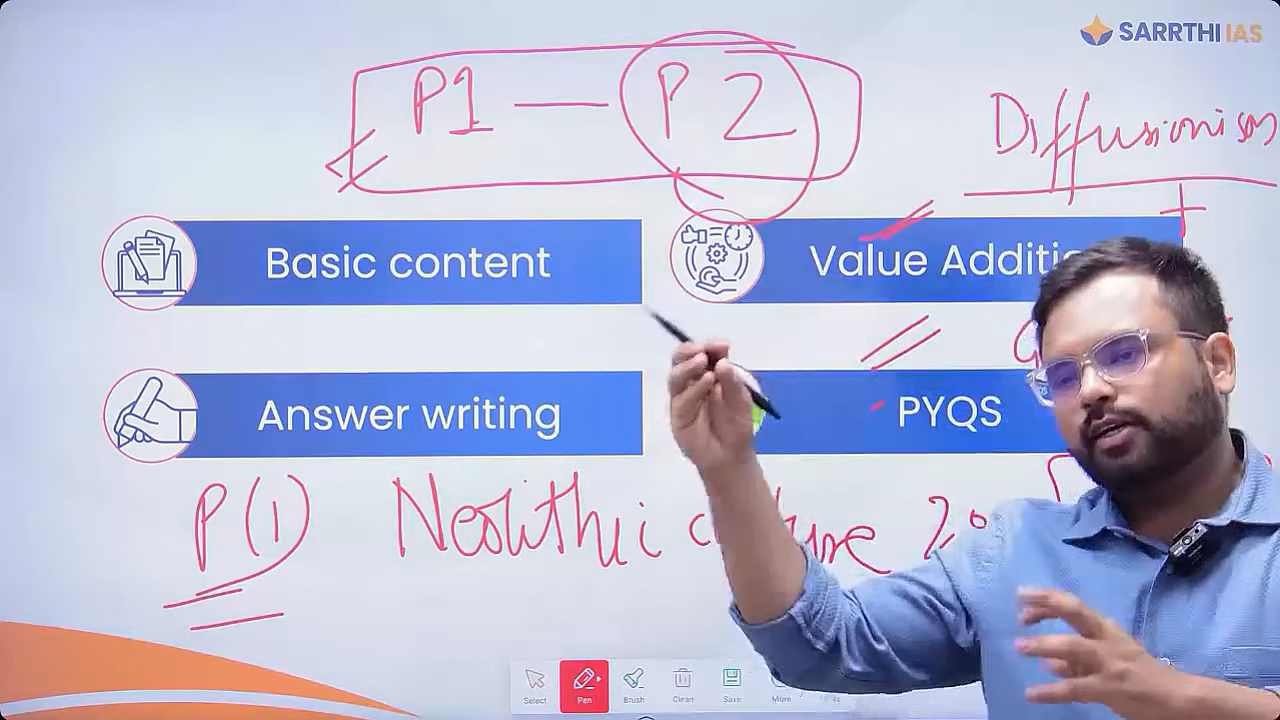 SARRTHI IAS
P1 — P2
Diffusionism
+
Basic content
Value Additi
Answer writing
PYQS
P(1) Neolithic
Select
Pen
Brush
Clean
Save
More